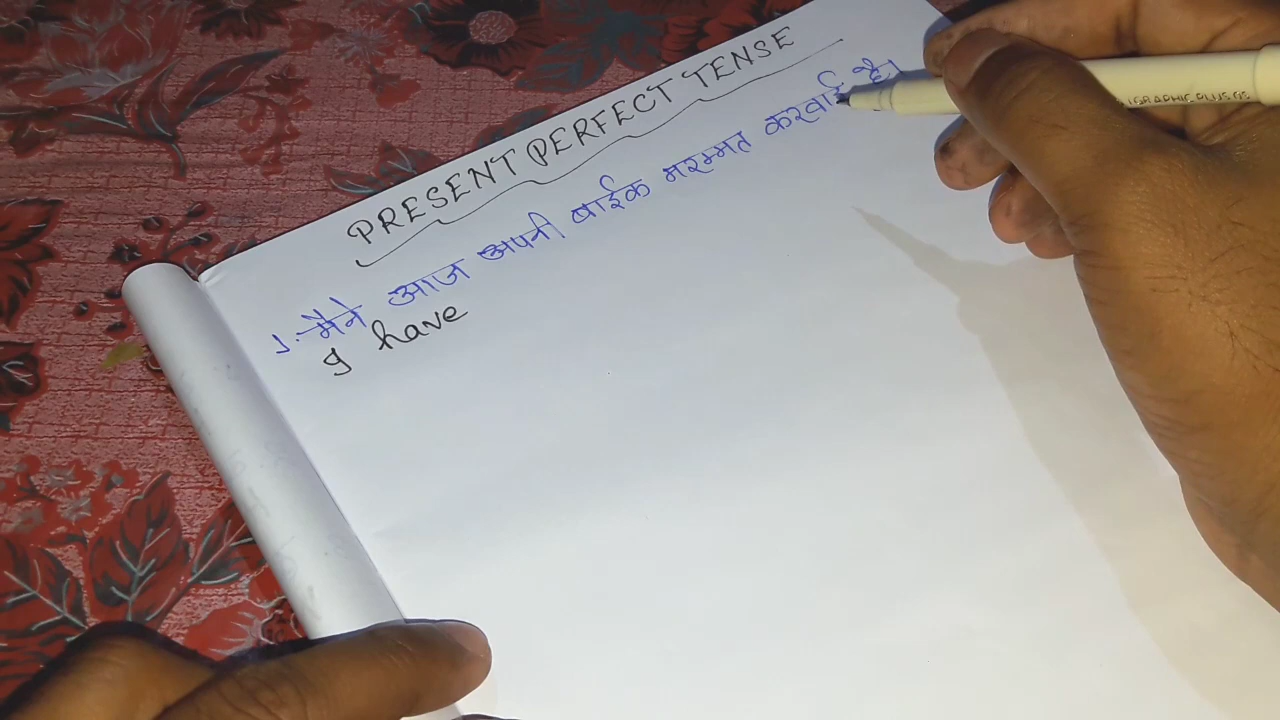 PRESENT PERFECT TENSE
1. मैने आज अपनी बाईक मरम्मत करवाई है।
I have